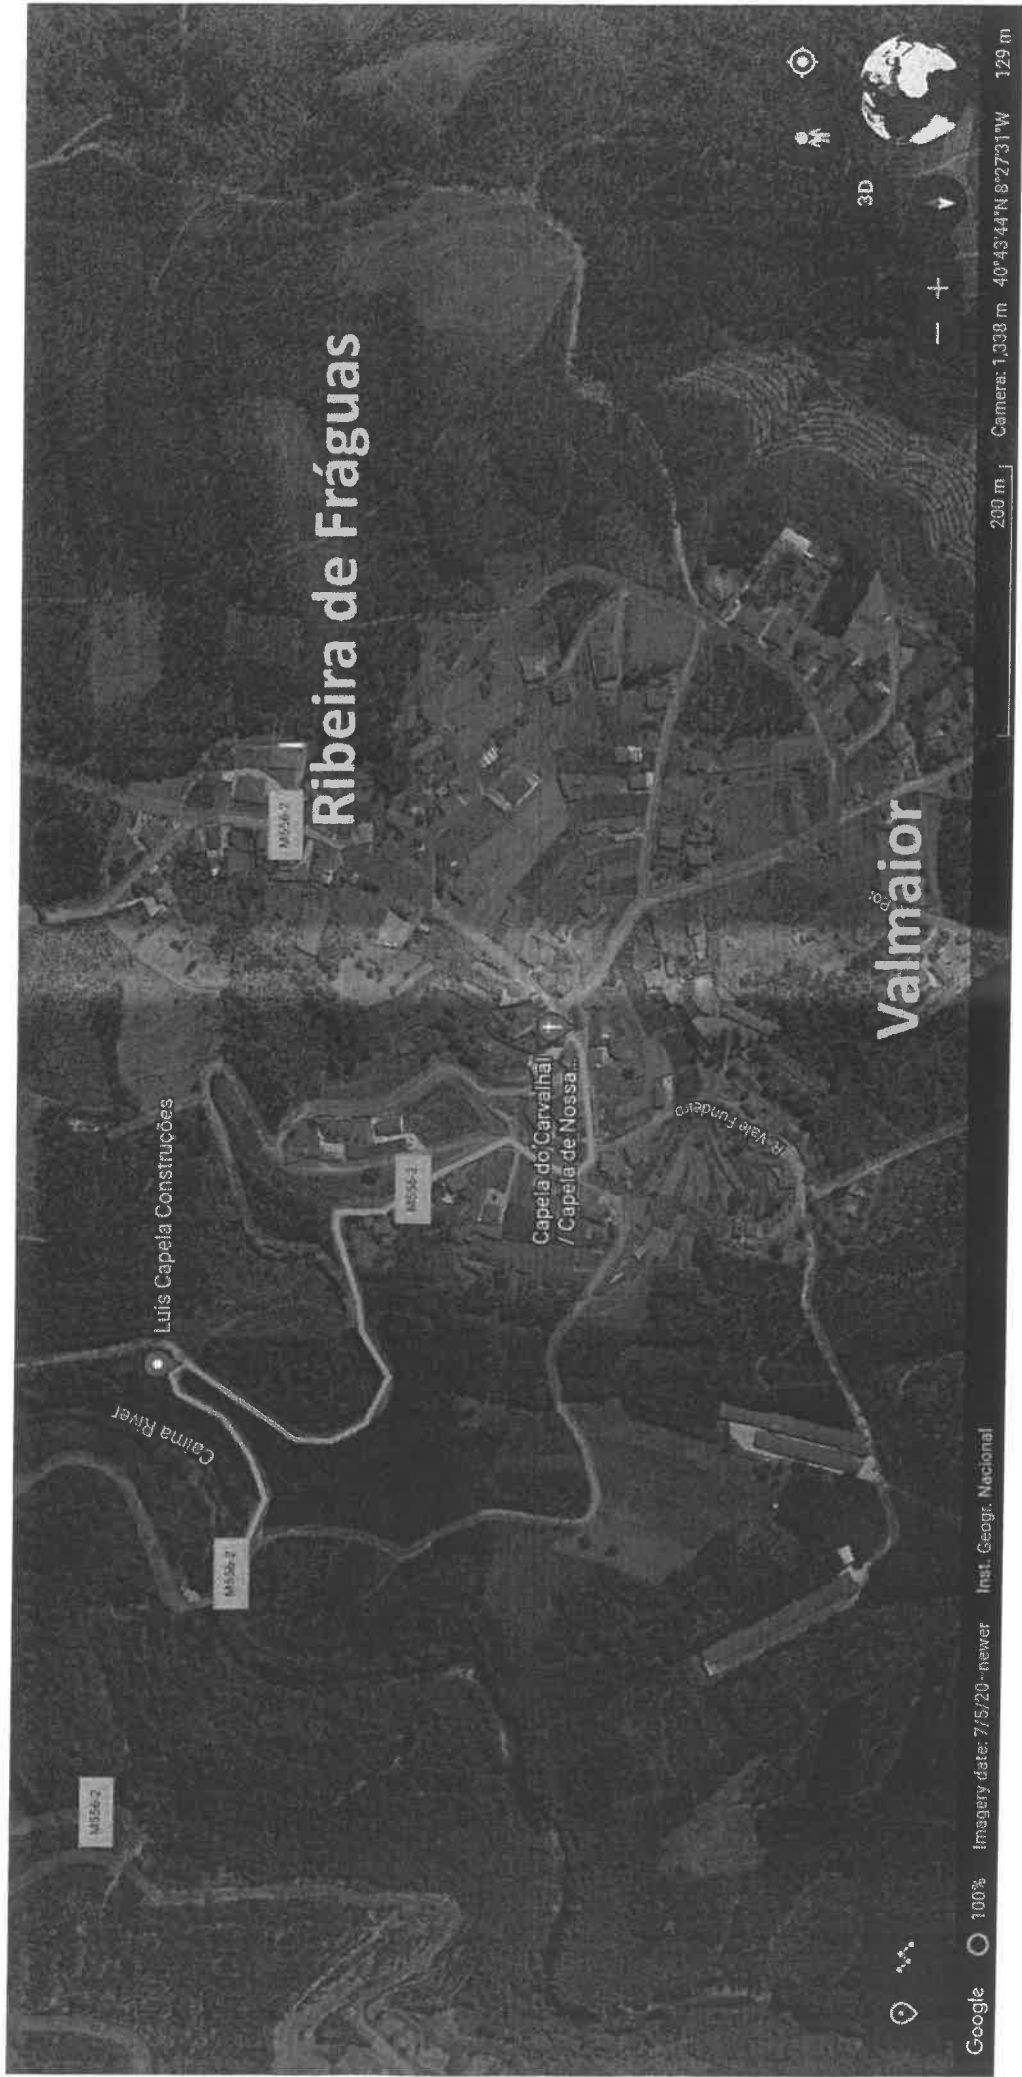 Luis Capela Construções
Caima River
M556-2
M556-2
M556-2
M556-2
Ribeira de Fráguas
Capela do Carvalhal
/ Capela de Nossa...
R. Vale Fundeiro
Valmaior
3D
Google
100%
Imagery date: 7/5/20-newer
Inst. Geogr. Nacional
200 m
Camera: 1,338 m
40°43'44"N 8°27'31"W
129 m